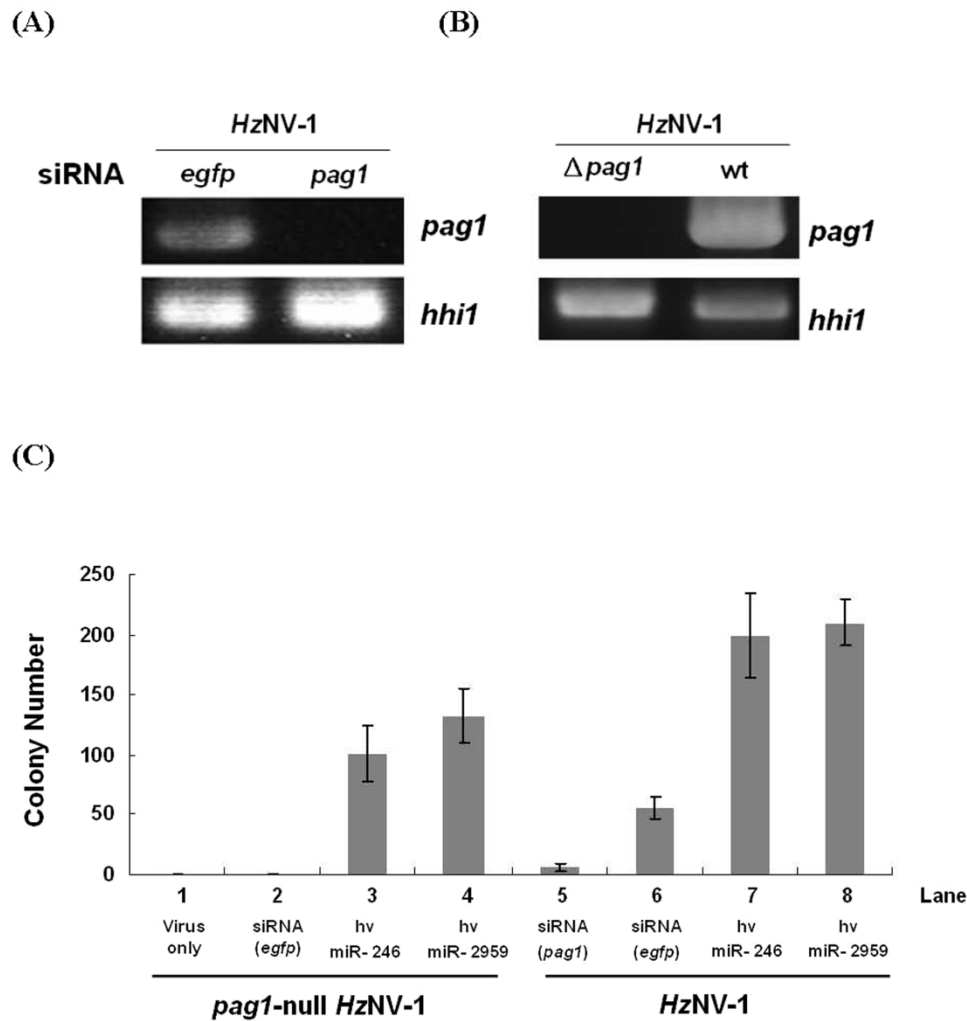 (A)
(B)
HzNV-1
siRNA
egfp
pag1
pag1
hhi1
HzNV-1
Δpag1
wt
pag1
hhi1
(C)
Colony Number
250
200
150
100
50
0
1 2 3 4 5 6 7 8 Lane
Virus only
siRNA (egfp)
hv miR-246
hv miR-2959
siRNA (pag1)
siRNA (egfp)
hv miR-246
hv miR-2959
pag1-null HzNV-1
HzNV-1